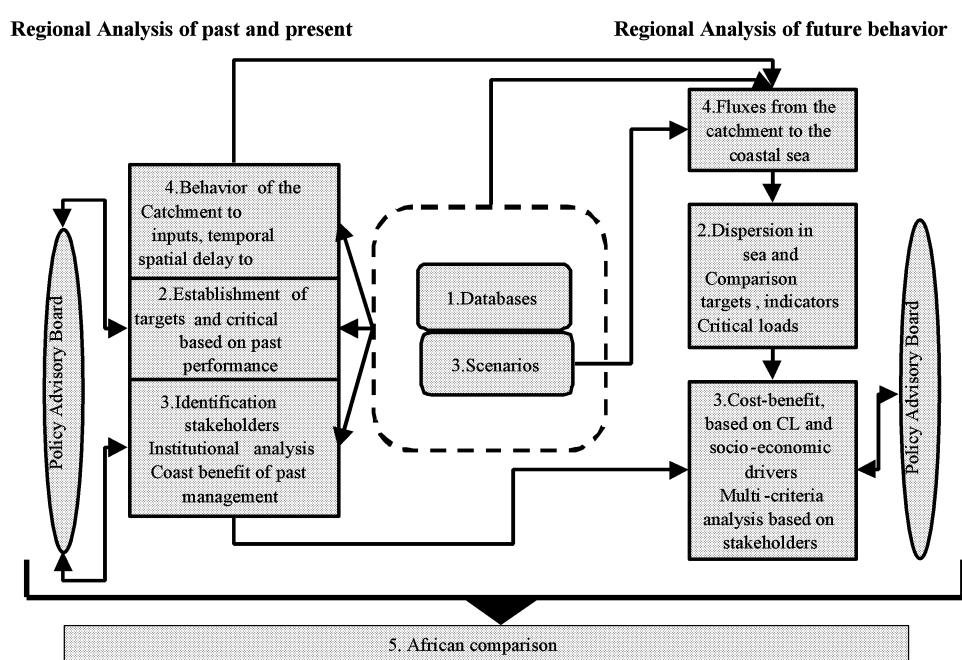 Regional Analysis of past and present
Regional Analysis of future behavior
4.Behavior of the
Catchment to
inputs, temporal
spatial delay to
2.Establishment of
targets and critical
based on past
performance
3.Identification
stakeholders
Institutional analysis
Coast benefit of past
management
Policy Advisory Board
1.Databases
3.Scenarios
4.Fluxes from the
catchment to the
coastal sea
2.Dispersion in
sea and
Comparison
targets , indicators
Critical loads
3.Cost-benefit,
based on CL and
socio-economic
drivers
Multi-criteria
analysis based on
stakeholders
Policy Advisory Board
5. African comparison